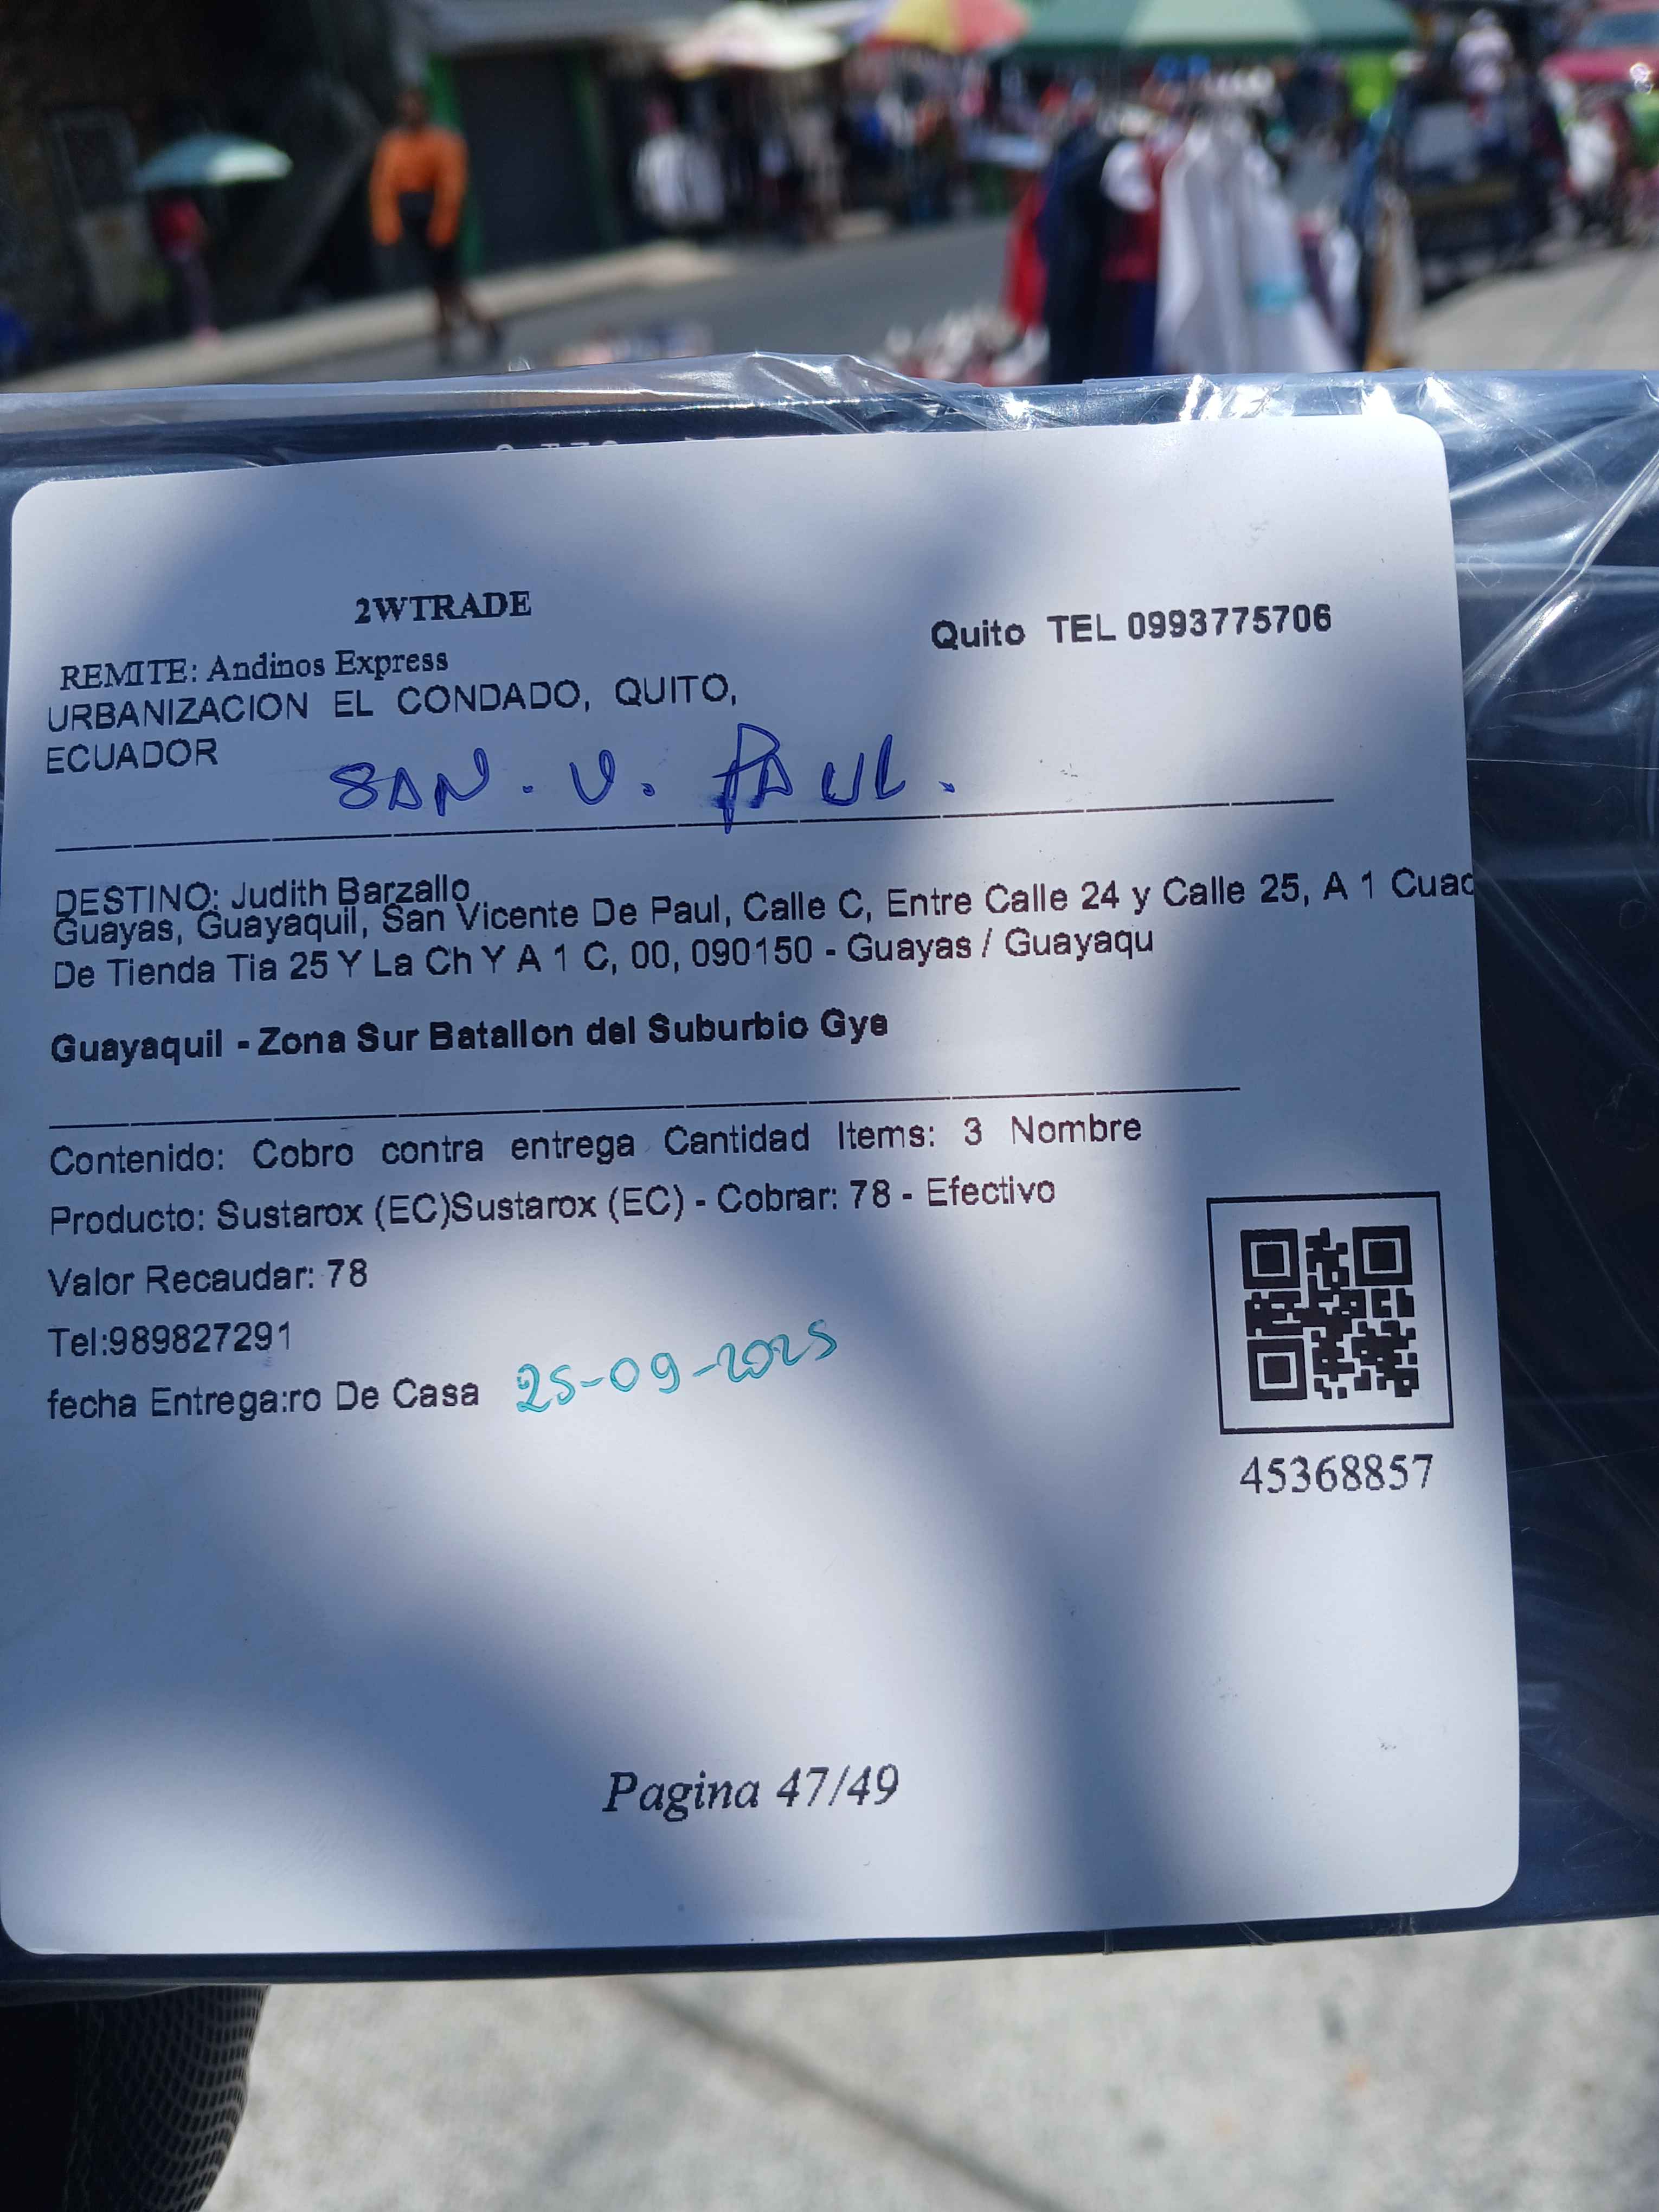 2WTRADE
Quito TEL 0993775706
REMITE: Andinos Express
URBANIZACION EL CONDADO, QUITO,
ECUADOR
SAN. V. PAUL.
DESTINO: Judith Barzallo
Guayas, Guayaquil, San Vicente De Paul, Calle C, Entre Calle 24 y Calle 25, A 1 Cuac
De Tienda Tia 25 Y La Ch Y A 1 C, 00, 090150 - Guayas / Guayaqu
Guayaquil - Zona Sur Batallon del Suburbio Gye
Contenido: Cobro contra entrega Cantidad Items: 3 Nombre
Producto: Sustarox (EC)Sustarox (EC) - Cobrar: 78 - Efectivo
Valor Recaudar: 78
Tel:989827291
fecha Entrega:ro De Casa 25-09-2025
45368857
Pagina 47/49